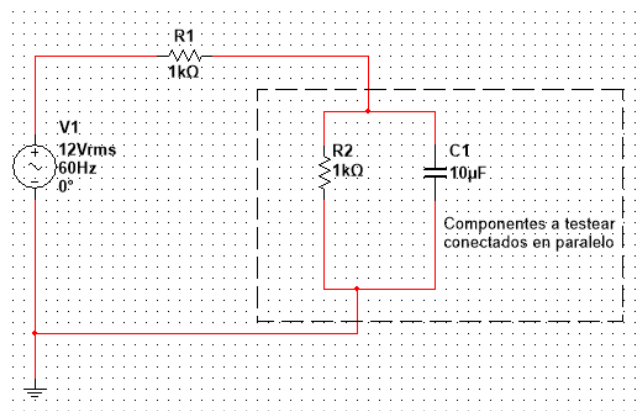 R1
1kΩ
V1
12Vrms
60Hz
0°
R2
1kΩ
C1
10µF
Componentes a testear
conectados en paralelo